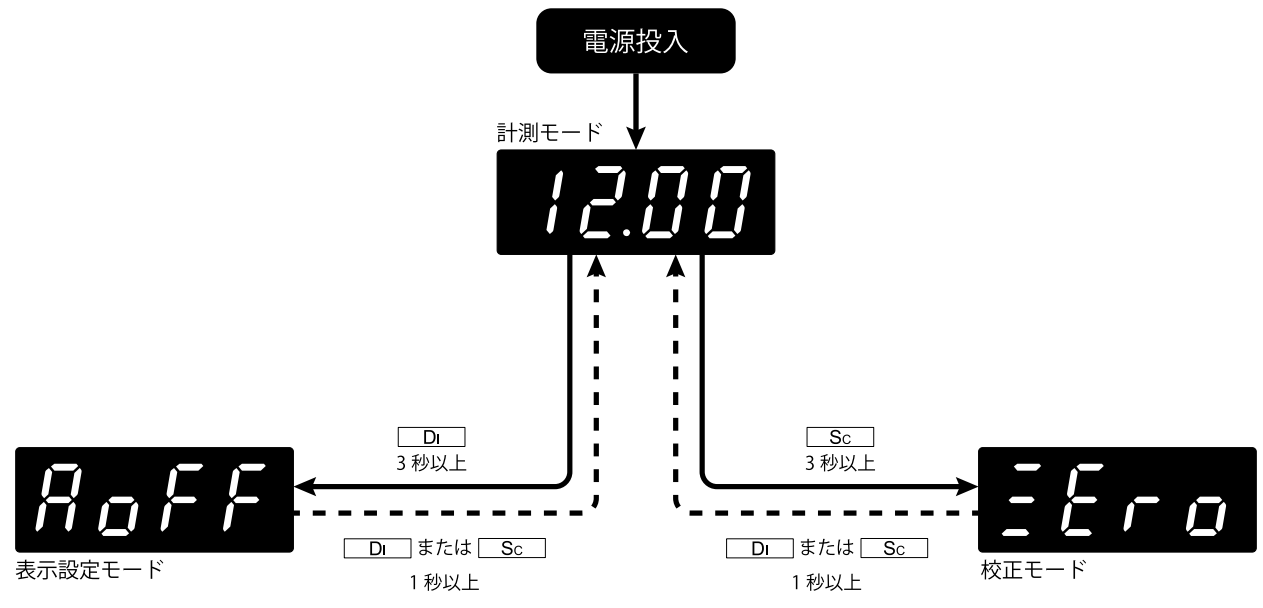 電源投入
計測モード
12.00
DI
3 秒以上
SC
3 秒以上
AoFF
表示設定モード
DI または SC
1 秒以上
DI または SC
1 秒以上
ΞEro
校正モード